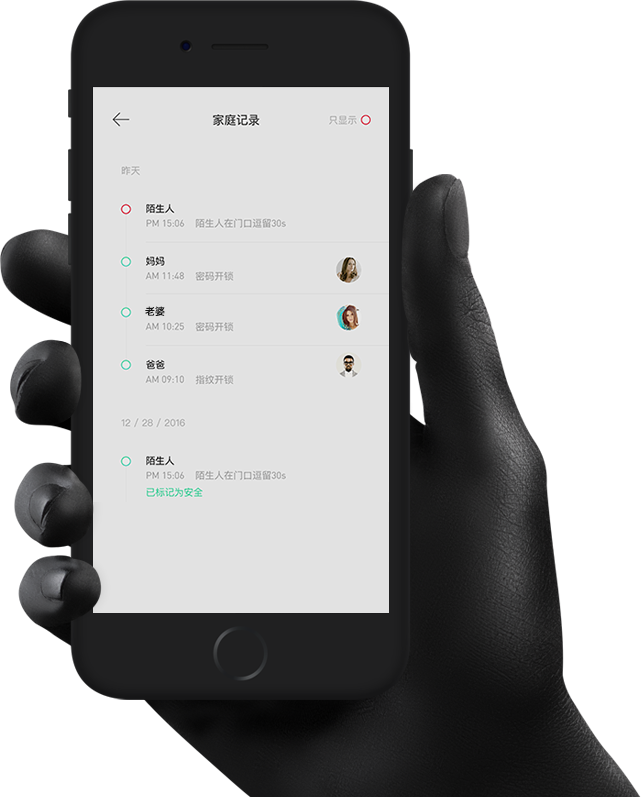 家庭记录
只显示
昨天
陌生人
PM 15:06 陌生人在门口逗留30s
妈妈
AM 11:48 密码开锁
老婆
AM 10:25 密码开锁
爸爸
AM 09:10 指纹开锁
12 / 28 / 2016
陌生人
PM 15:06 陌生人在门口逗留30s
已标记为安全